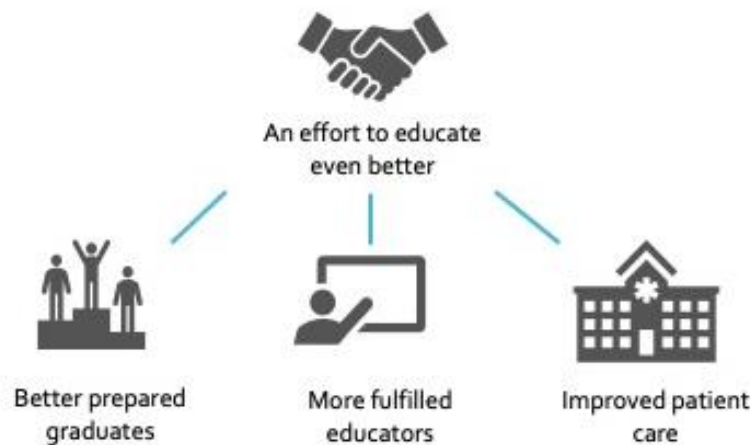 An effort to educate
even better
Better prepared
graduates
More fulfilled
educators
Improved patient
care